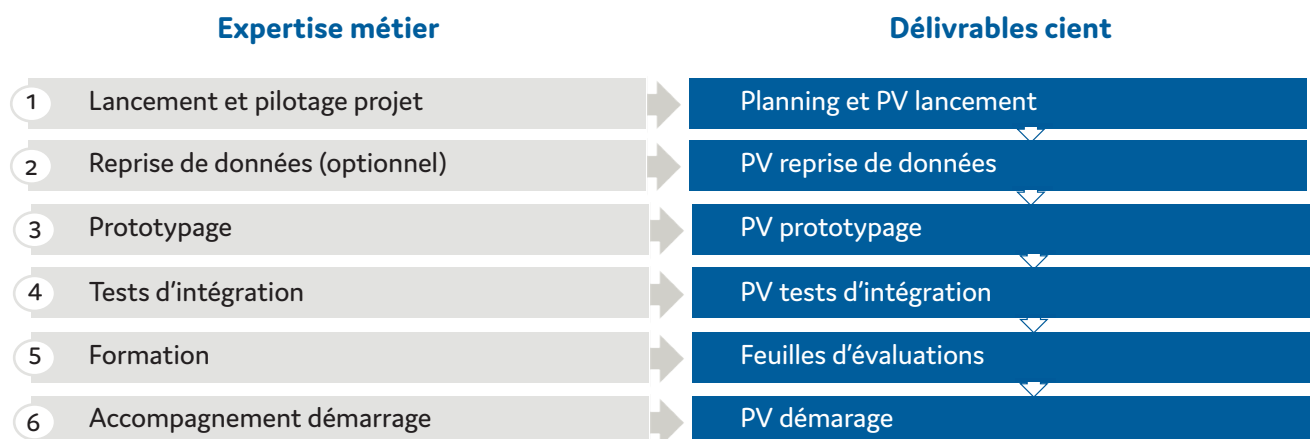 Expertise métier
Délivrables cient
1 Lancement et pilotage projet
Planning et PV lancement
2 Reprise de données (optionnel)
PV reprise de données
3 Prototypage
PV prototypage
4 Tests d’intégration
PV tests d’intégration
5 Formation
Feuilles d’évaluations
6 Accompagnement démarrage
PV démarage